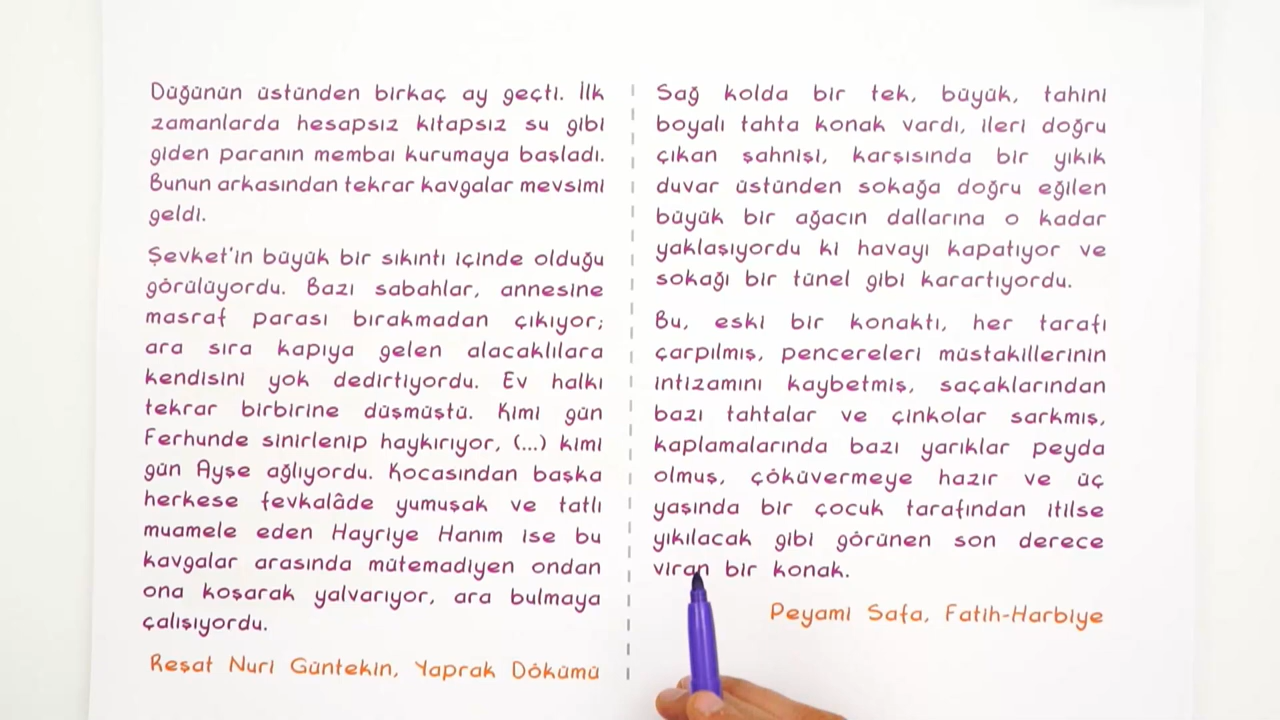 Düğünün üstünden birkaç ay geçti. İlk
zamanlarda hesapsız kitapsız su gibi
giden paranın membaı kurumaya başladı.
Bunun arkasından tekrar kavgalar mevsimi
geldi.
Şevket'in büyük bir sıkıntı içinde olduğu
görülüyordu. Bazı sabahlar, annesine
masraf parası bırakmadan çıkıyor;
ara sıra kapıya gelen alacaklılara
kendisini yok dedirtiyordu. Ev halkı
tekrar birbirine düşmüştü. Kimi gün
Ferhunde sinirlenip haykırıyor, (...) kimi
gün Ayşe ağlıyordu. Kocasından başka
herkese fevkalâde yumuşak ve tatlı
muamele eden Hayriye Hanım ise bu
kavgalar arasında mütemadiyen ondan
ona koşarak yalvarıyor, ara bulmaya
çalışıyordu.
Reşat Nuri Güntekin, Yaprak Dökümü
Sağ kolda bir tek, büyük, tahini
boyalı tahta konak vardı, ileri doğru
çıkan şahnişi, karşısında bir yıkık
duvar üstünden sokağa doğru eğilen
büyük bir ağacın dallarına o kadar
yaklaşıyordu ki havayı kapatıyor ve
sokağı bir tünel gibi karartıyordu.
Bu, eski bir konaktı, her tarafı
çarpılmış, pencereleri müstakillerinin
intizamını kaybetmiş, saçaklarından
bazı tahtalar ve çinkolar sarkmış,
kaplamalarında bazı yarıklar peyda
olmuş, çöküvermeye hazır ve üç
yaşında bir çocuk tarafından itilse
yıkılacak gibi görünen son derece
viran bir konak.
Peyami Safa, Fatih-Harbiye